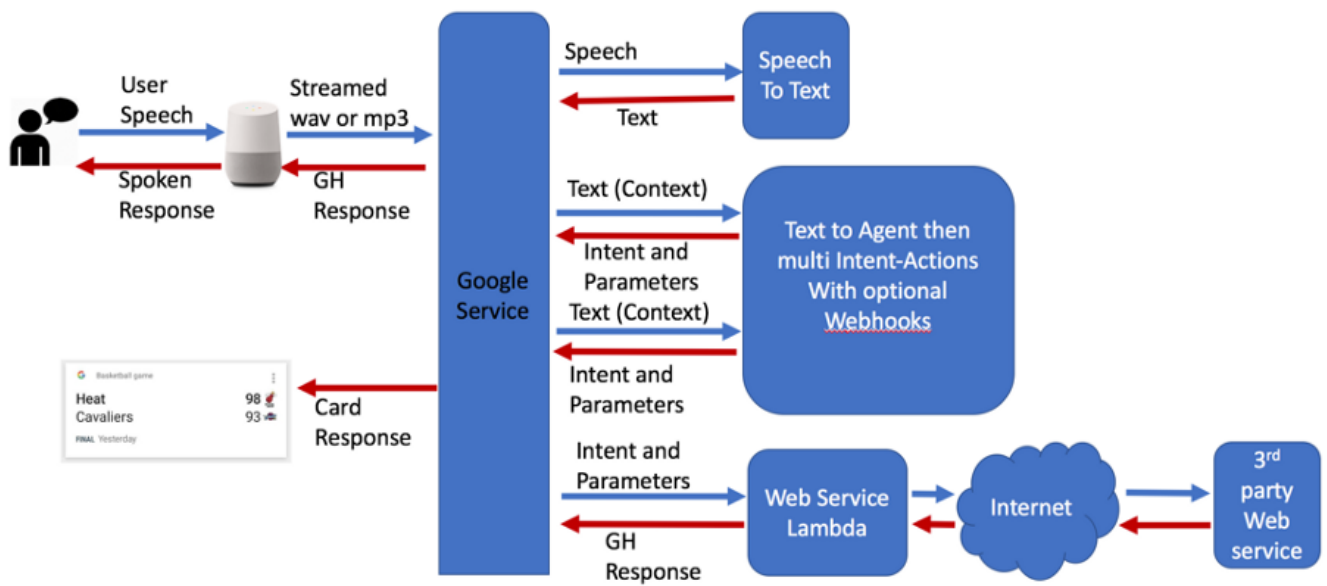 User
Speech
Streamed
wav or mp3
Spoken
Response
GH
Response
Google
Service
Speech
Text
Speech
To Text
Text (Context)
Intent and
Parameters
Text (Context)
Intent and
Parameters
Text to Agent then
multi Intent-Actions
With optional
Webhooks
Basketball game
Heat 98
Cavaliers 93
FINAL Yesterday
Card
Response
Intent and
Parameters
GH
Response
Web Service
Lambda
Internet
3rd
party
Web
service